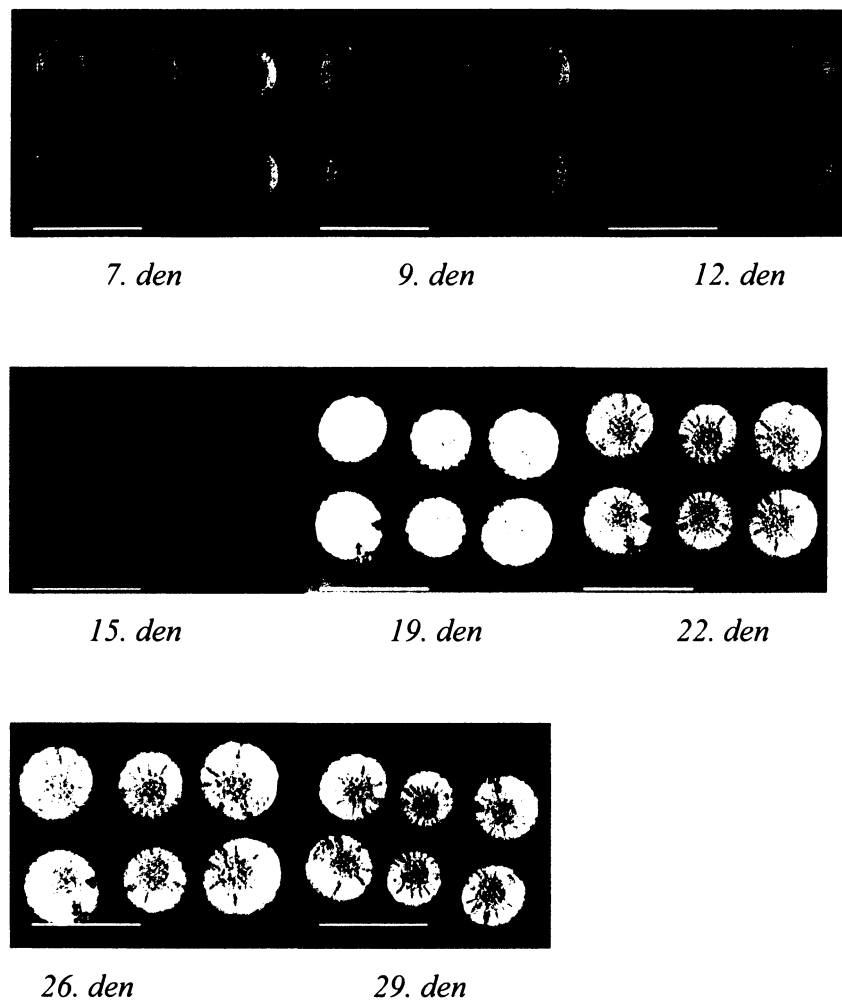 7. den 9. den 12. den
15. den 19. den 22. den
26. den 29. den